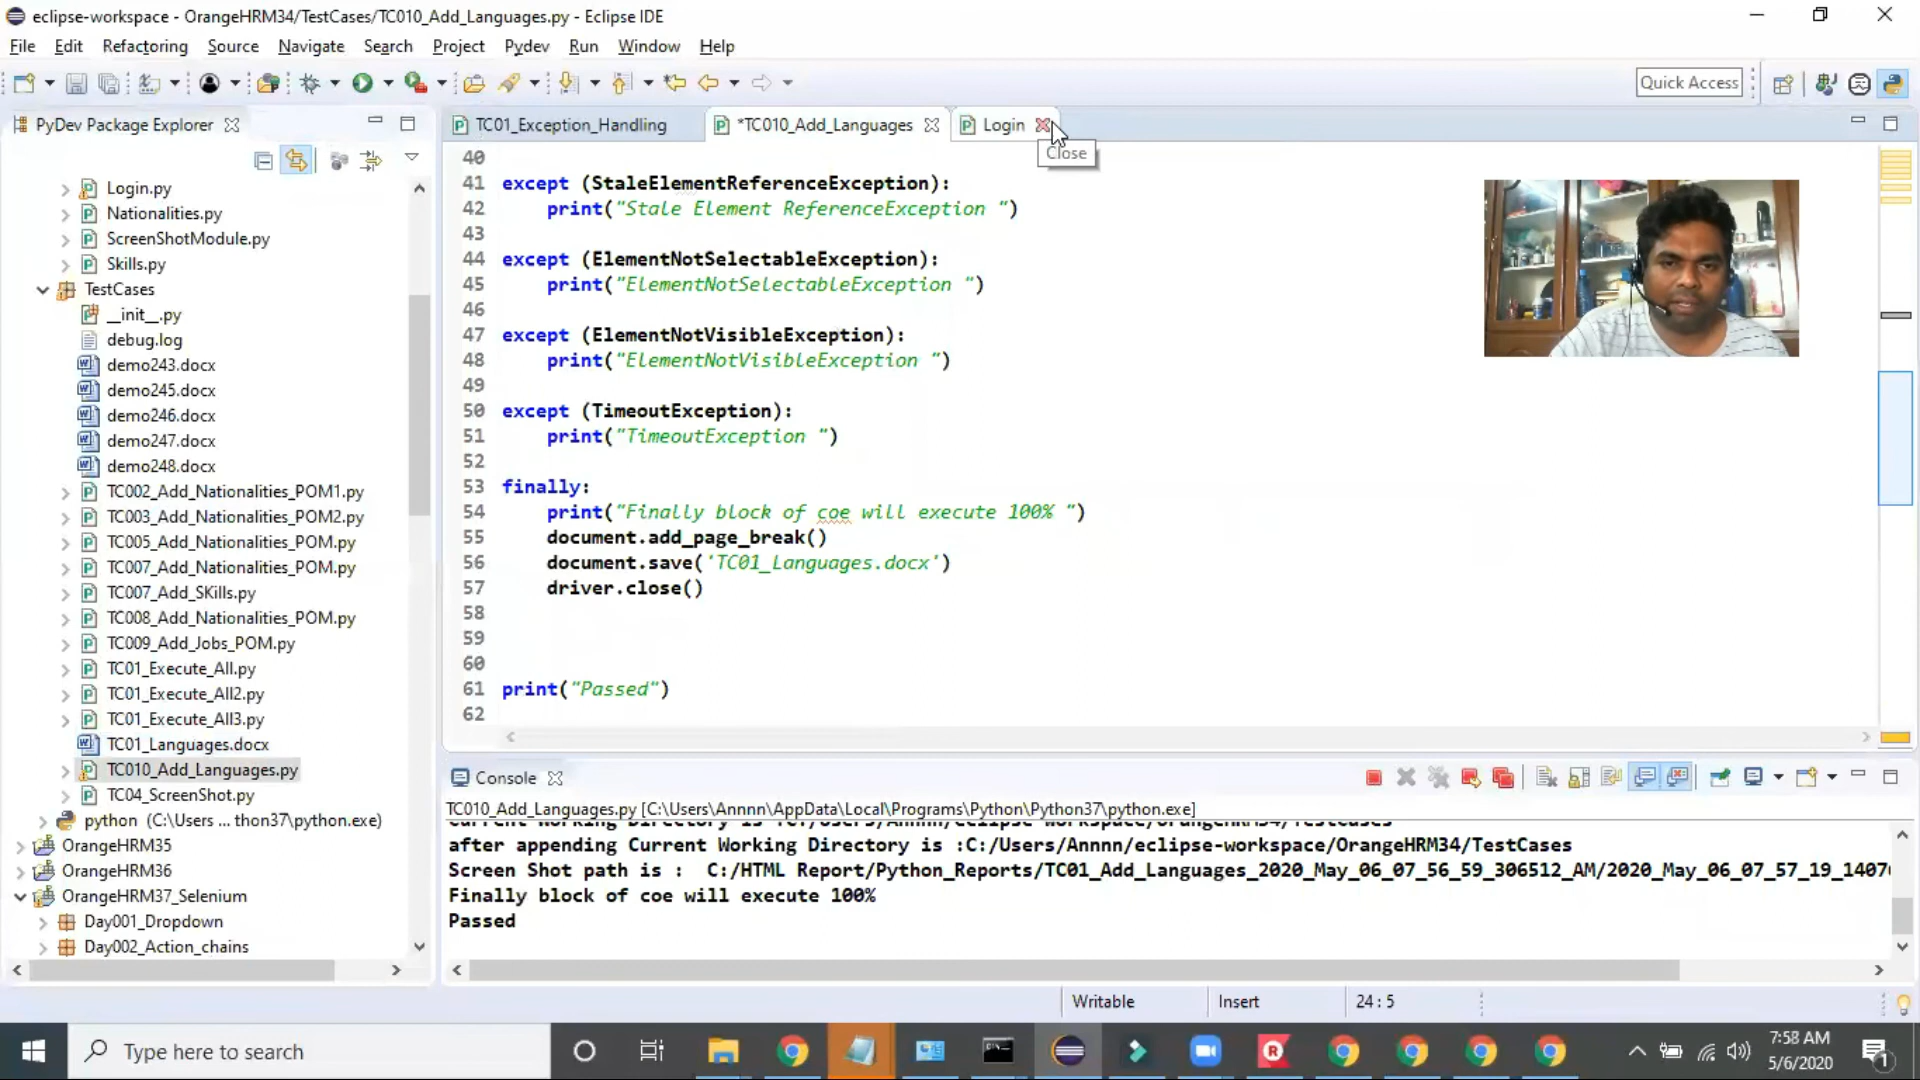 eclipse-workspace - OrangeHRM34/TestCases/TC010_Add_Languages.py - Eclipse IDE
File Edit Refactoring Source Navigate Search Project Pydev Run Window Help
Quick Access
PyDev Package Explorer
TC01_Exception_Handling *TC010_Add_Languages Login
Close
Login.py
Nationalities.py
ScreenShotModule.py
Skills.py
TestCases
__init__.py
debug.log
demo243.docx
demo245.docx
demo246.docx
demo247.docx
demo248.docx
TC002_Add_Nationalities_POM1.py
TC003_Add_Nationalities_POM2.py
TC005_Add_Nationalities_POM.py
TC007_Add_Nationalities_POM.py
TC007_Add_SKills.py
TC008_Add_Nationalities_POM.py
TC009_Add_Jobs_POM.py
TC01_Execute_All.py
TC01_Execute_All2.py
TC01_Execute_All3.py
TC01_Languages.docx
TC010_Add_Languages.py
TC04_ScreenShot.py
python (C:\Users ... thon37\python.exe)
OrangeHRM35
OrangeHRM36
OrangeHRM37_Selenium
Day001_Dropdown
Day002_Action_chains
40
41 except (StaleElementReferenceException):
42 print("Stale Element ReferenceException ")
43
44 except (ElementNotSelectableException):
45 print("ElementNotSelectableException ")
46
47 except (ElementNotVisibleException):
48 print("ElementNotVisibleException ")
49
50 except (TimeoutException):
51 print("TimeoutException ")
52
53 finally:
54 print("Finally block of coe will execute 100% ")
55 document.add_page_break()
56 document.save('TC01_Languages.docx')
57 driver.close()
58
59
60
61 print("Passed")
62
Console
TC010_Add_Languages.py [C:\Users\Annnn\AppData\Local\Programs\Python\Python37\python.exe]
after appending Current Working Directory is :C:/Users/Annnn/eclipse-workspace/OrangeHRM34/TestCases
Screen Shot path is : C:/HTML Report/Python_Reports/TC01_Add_Languages_2020_May_06_07_56_59_306512_AM/2020_May_06_07_57_19_1407
Finally block of coe will execute 100%
Passed
Writable Insert 24 : 5
Type here to search
7:58 AM
5/6/2020
1